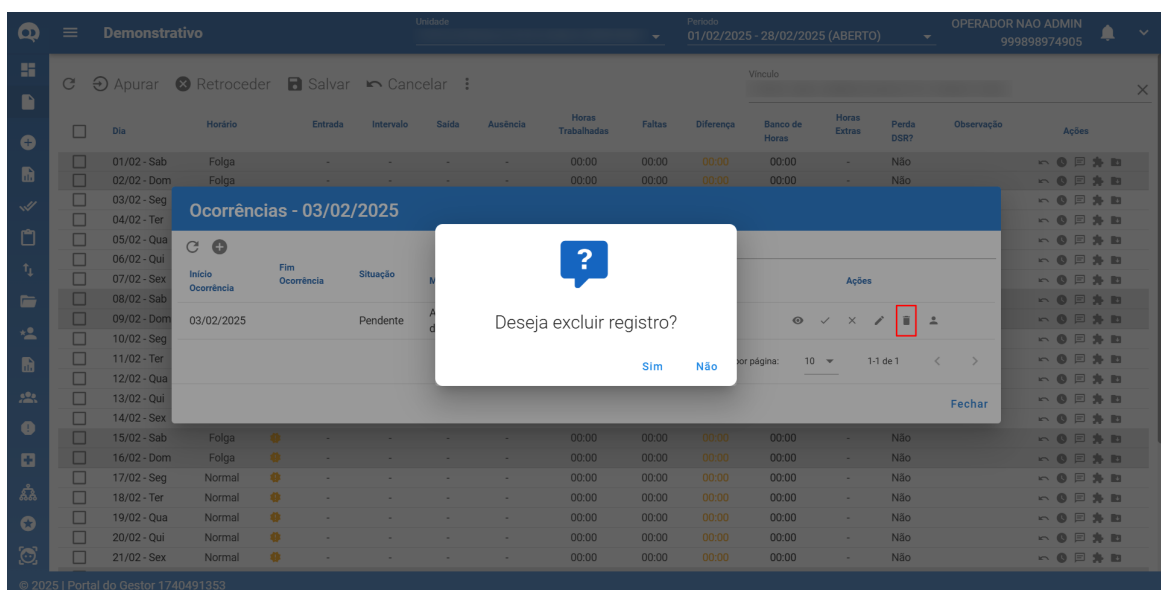 Demonstrativo
Unidade
Período
01/02/2025 - 28/02/2025 (ABERTO)
OPERADOR NAO ADMIN
999898974905
Apurar Retroceder Salvar Cancelar
Vínculo
Dia Horário Entrada Intervalo Saída Ausência Horas Trabalhadas Faltas Diferença Banco de Horas Horas Extras Perda DSR? Observação Ações
01/02 - Sab Folga - - - - 00:00 00:00 00:00 00:00 - Não
02/02 - Dom Folga - - - - 00:00 00:00 00:00 00:00 - Não
03/02 - Seg
04/02 - Ter
05/02 - Qua
06/02 - Qui
07/02 - Sex
08/02 - Sab
09/02 - Dom
10/02 - Seg
11/02 - Ter
12/02 - Qua
13/02 - Qui
14/02 - Sex
Ocorrências - 03/02/2025
Início Ocorrência Fim Ocorrência Situação Ações
03/02/2025 Pendente
por página: 10 1-1 de 1
Fechar
?
Deseja excluir registro?
Sim Não
15/02 - Sab Folga - - - - 00:00 00:00 00:00 00:00 - Não
16/02 - Dom Folga - - - - 00:00 00:00 00:00 00:00 - Não
17/02 - Seg Normal - - - - 00:00 00:00 00:00 00:00 - Não
18/02 - Ter Normal - - - - 00:00 00:00 00:00 00:00 - Não
19/02 - Qua Normal - - - - 00:00 00:00 00:00 00:00 - Não
20/02 - Qui Normal - - - - 00:00 00:00 00:00 00:00 - Não
21/02 - Sex Normal - - - - 00:00 00:00 00:00 00:00 - Não
© 2025 | Portal do Gestor 1740491353